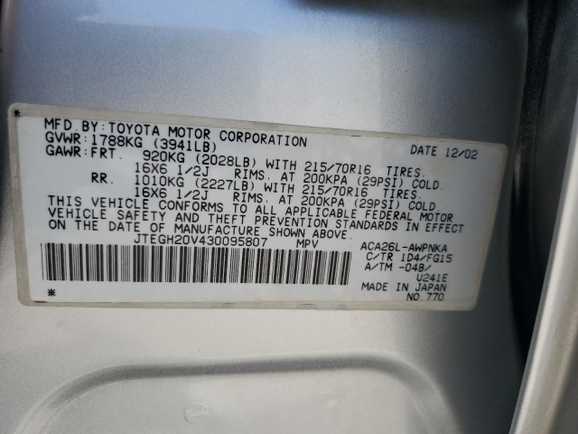 MFD.BY:TOYOTA MOTOR CORPORATION DATE 12/02
GVWR:1788KG (3941LB)
GAWR:FRT. 920KG (2028LB) WITH 215/70R16 TIRES.
16X6 1/2J RIMS. AT 200KPA (29PSI) COLD.
RR. 1010KG (2227LB) WITH 215/70R16 TIRES.
16X6 1/2J RIMS. AT 200KPA (29PSI) COLD.
THIS VEHICLE CONFORMS TO ALL APPLICABLE FEDERAL MOTOR
VEHICLE SAFETY AND THEFT PREVENTION STANDARDS IN EFFECT
ON THE DATE OF MANUFACTURE SHOWN ABOVE.
JTEGH20V430095807 MPV ACA26L-AWPNKA
C/TR 1D4/FG15
A/TM -04B/
U241E
MADE IN JAPAN
* NO.770